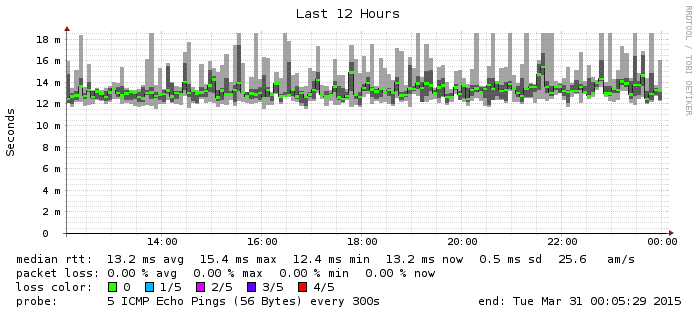 Last 12 Hours
RRDTOOL / TOBI OETIKER
Seconds
18 m
16 m
14 m
12 m
10 m
8 m
6 m
4 m
2 m
0
14:00 16:00 18:00 20:00 22:00 00:00
median rtt: 13.2 ms avg 15.4 ms max 12.4 ms min 13.2 ms now 0.5 ms sd 25.6 am/s
packet loss: 0.00 % avg 0.00 % max 0.00 % min 0.00 % now
loss color: 0 1/5 2/5 3/5 4/5
probe: 5 ICMP Echo Pings (56 Bytes) every 300s end: Tue Mar 31 00:05:29 2015